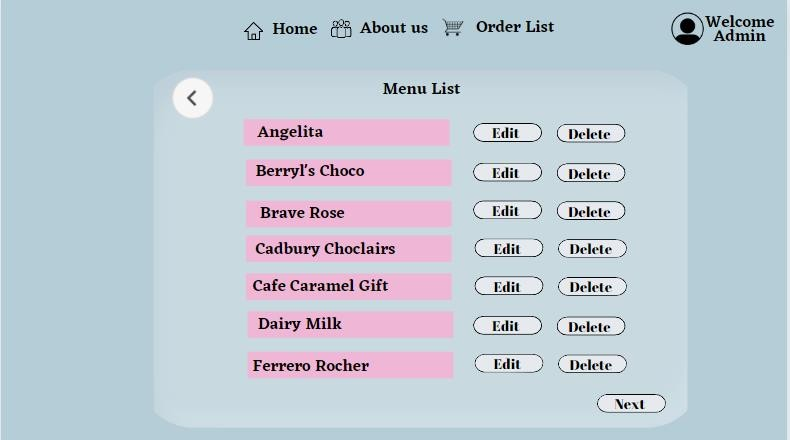 Home About us Order List Welcome
Admin
Menu List
Angelita Edit Delete
Berryl's Choco Edit Delete
Brave Rose Edit Delete
Cadbury Choclairs Edit Delete
Cafe Caramel Gift Edit Delete
Dairy Milk Edit Delete
Ferrero Rocher Edit Delete
Next